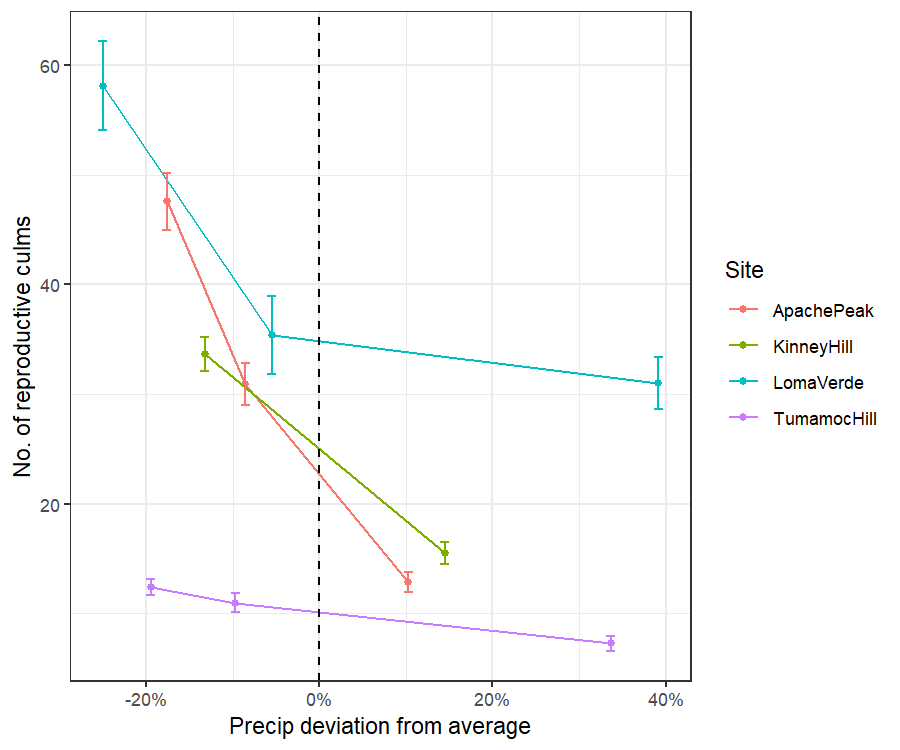 No. of reproductive culms
60
40
20
-20%
0%
20%
40%
Precip deviation from average
Site
ApachePeak
KinneyHill
LomaVerde
TumamocHill